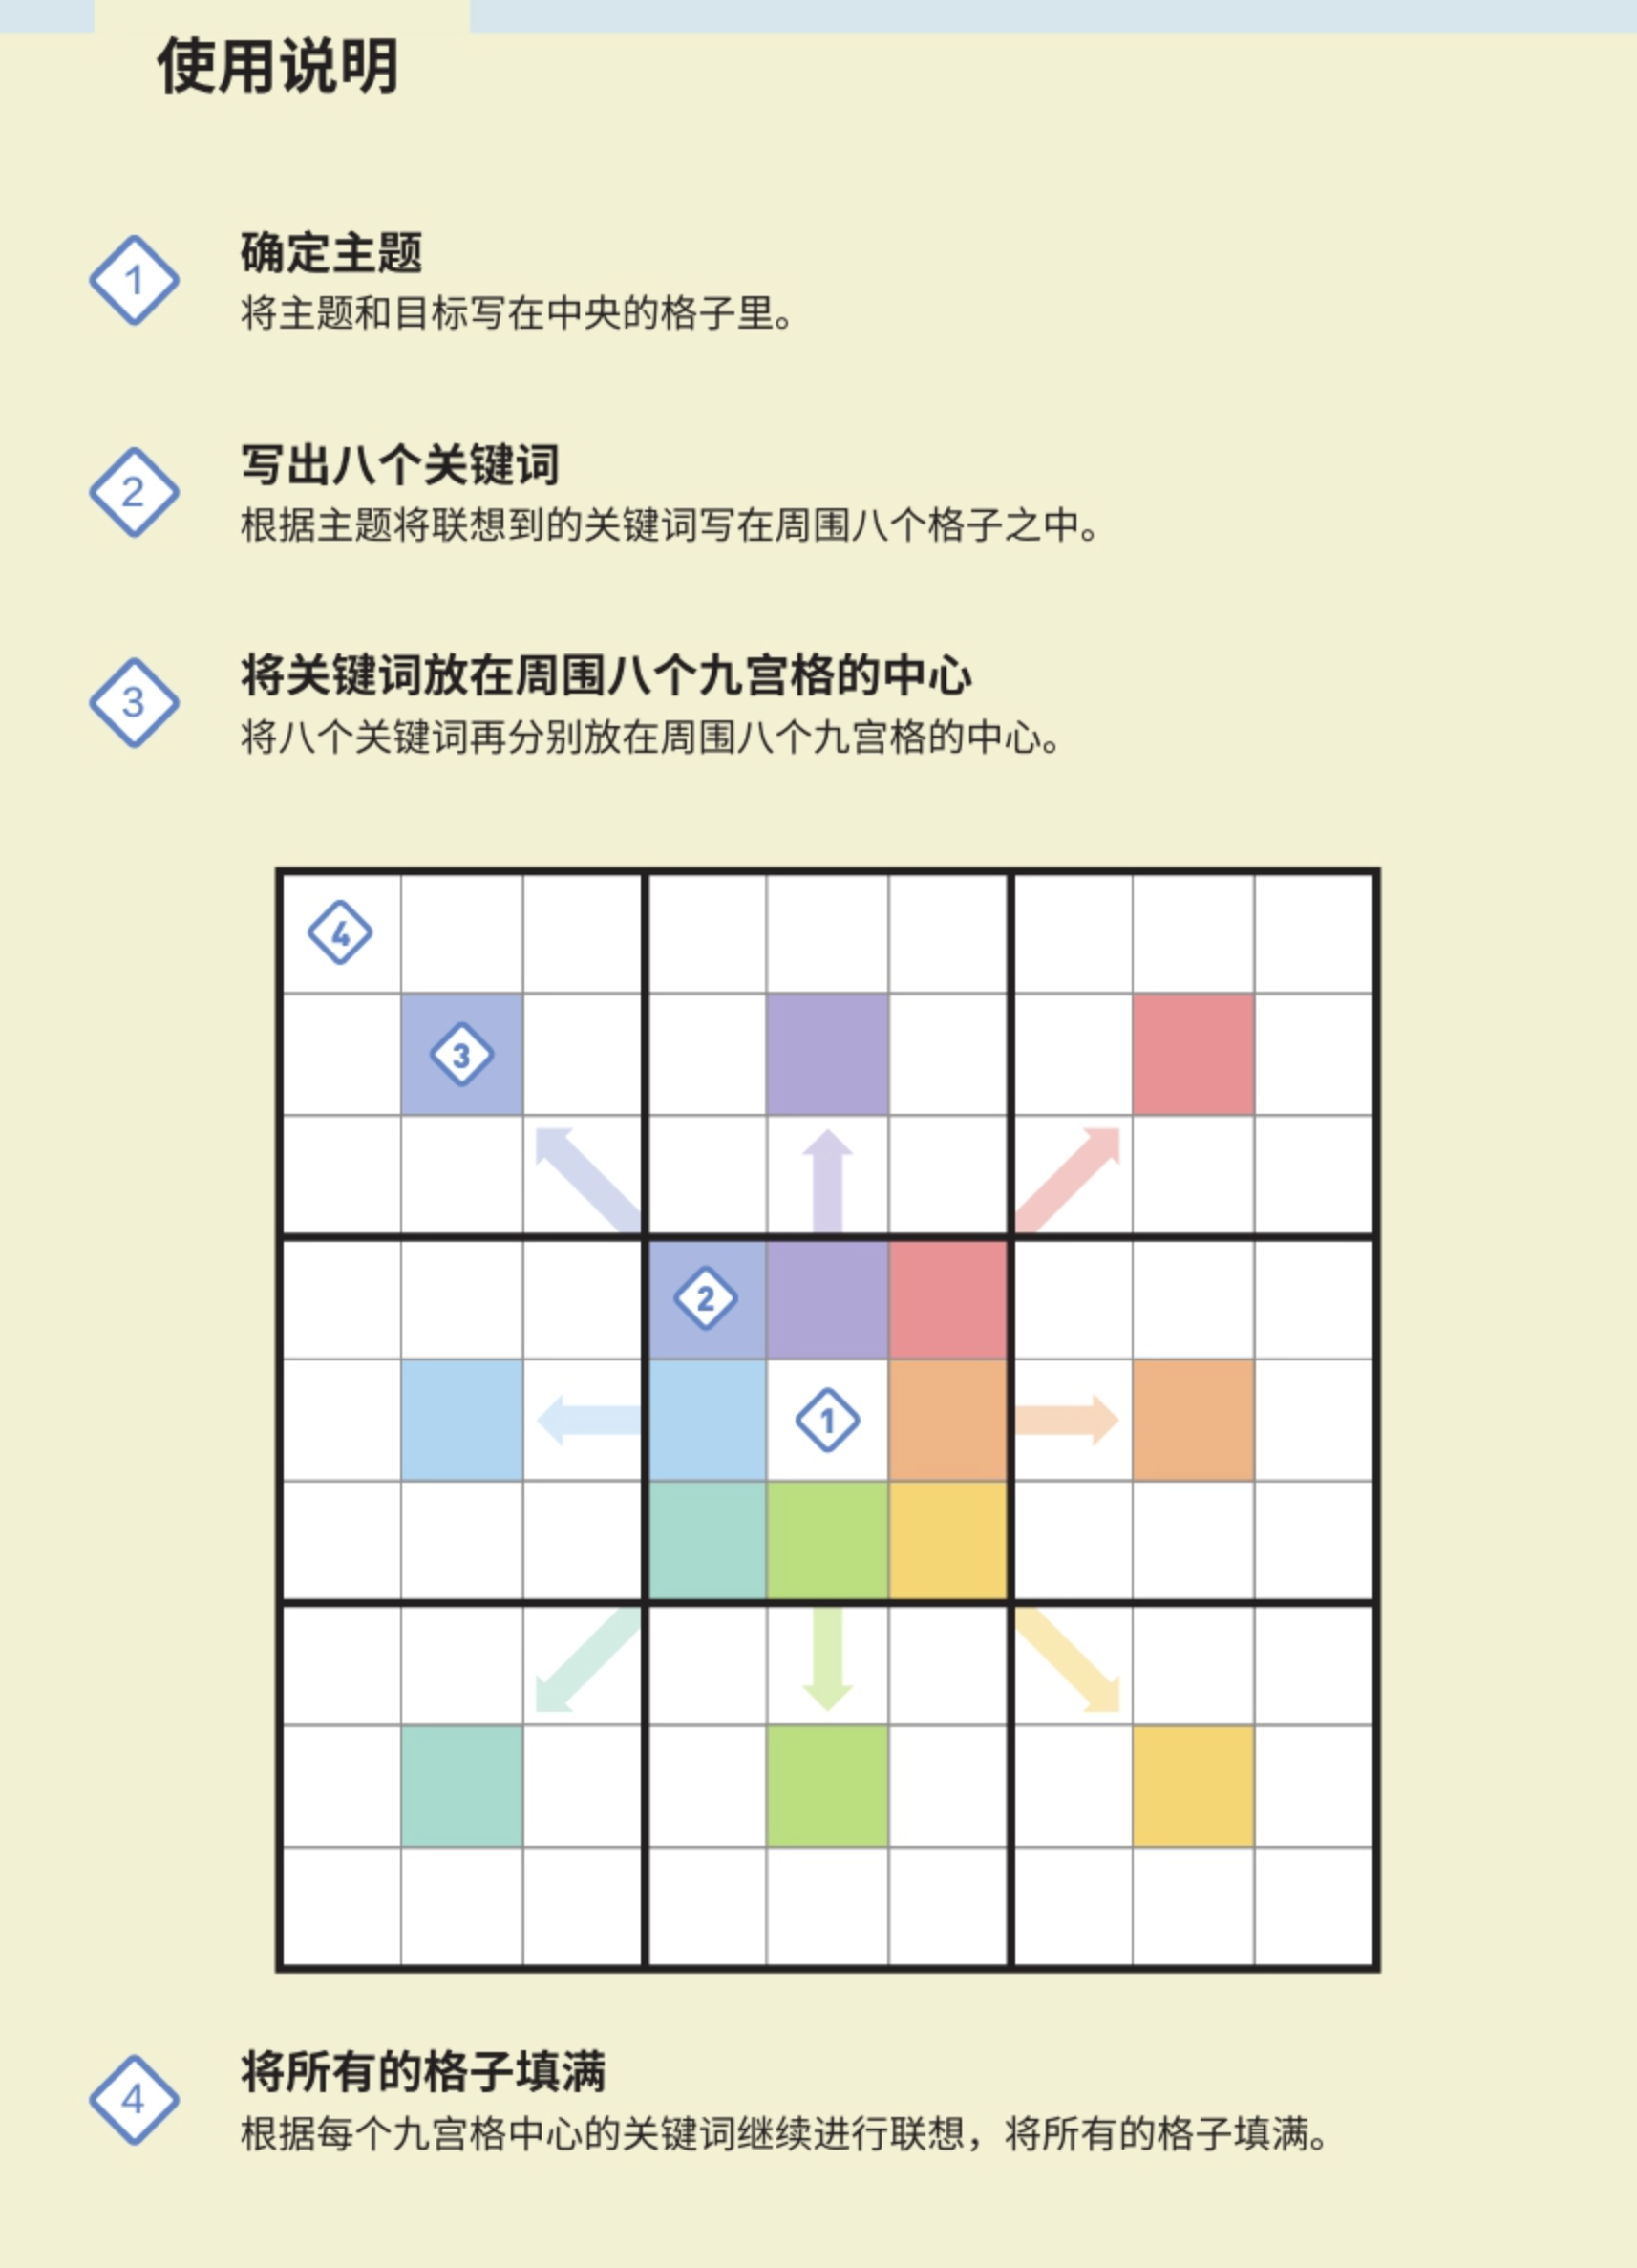 使用说明
1
确定主题
将主题和目标写在中央的格子里。
2
写出八个关键词
根据主题将联想到的关键词写在周围八个格子之中。
3
将关键词放在周围八个九宫格的中心
将八个关键词再分别放在周围八个九宫格的中心。
4
3
2
1
4
将所有的格子填满
根据每个九宫格中心的关键词继续进行联想，将所有的格子填满。